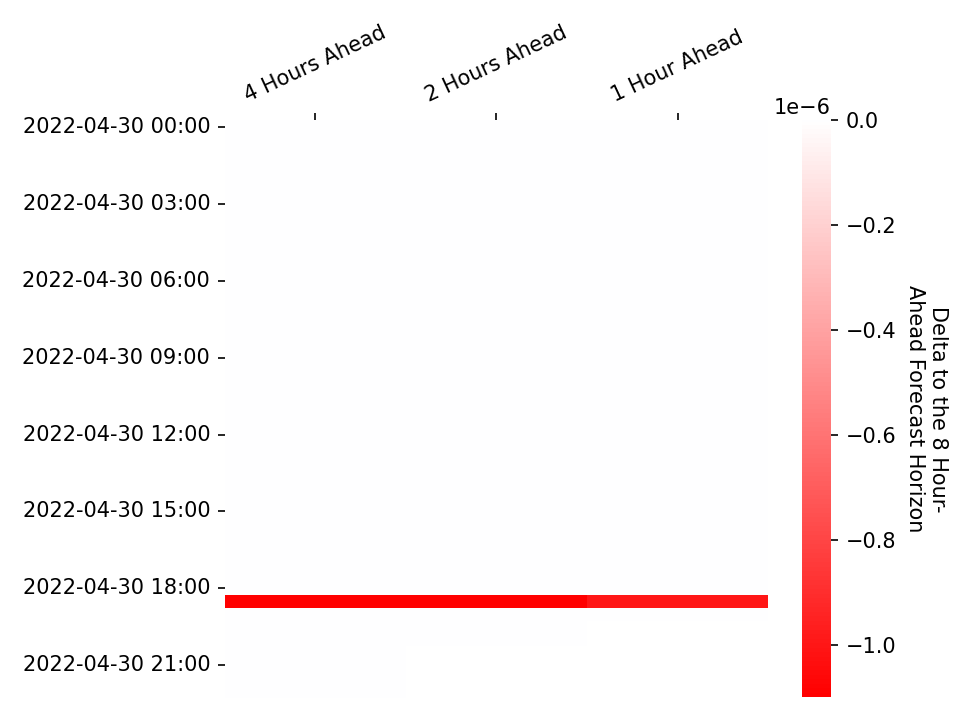 4 Hours Ahead
2 Hours Ahead
1 Hour Ahead
1e−6
2022-04-30 00:00
2022-04-30 03:00
2022-04-30 06:00
2022-04-30 09:00
2022-04-30 12:00
2022-04-30 15:00
2022-04-30 18:00
2022-04-30 21:00
0.0
−0.2
−0.4
−0.6
−0.8
−1.0
Delta to the 8 Hour-
Ahead Forecast Horizon